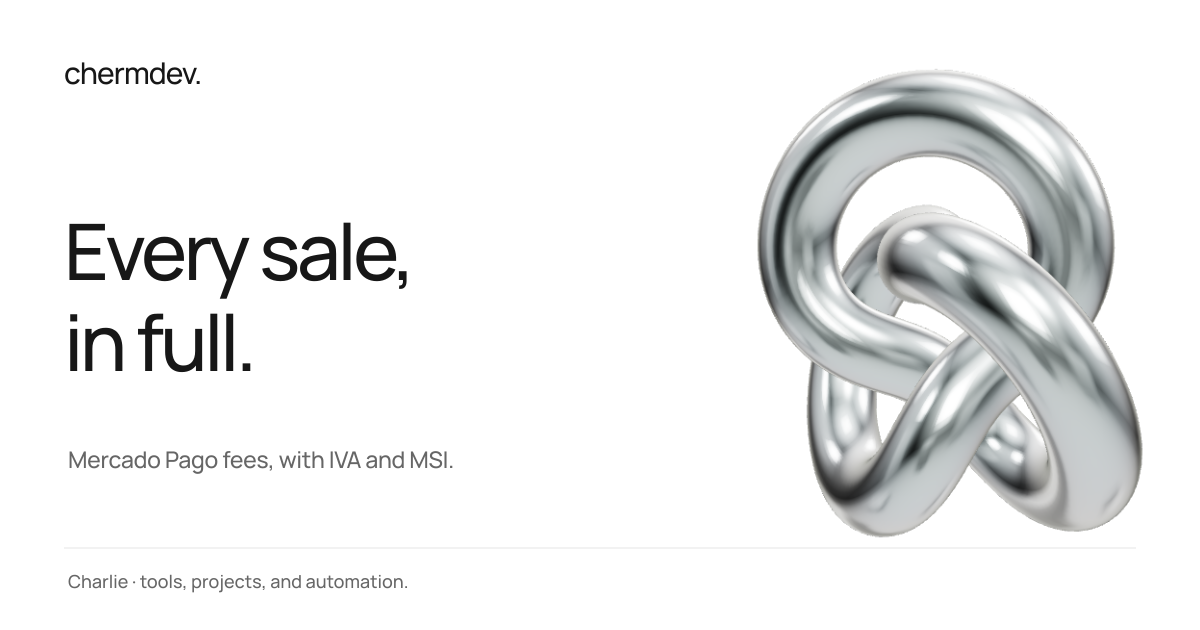 chermdev.
Every sale,
in full.
Mercado Pago fees, with IVA and MSI.
Charlie · tools, projects, and automation.